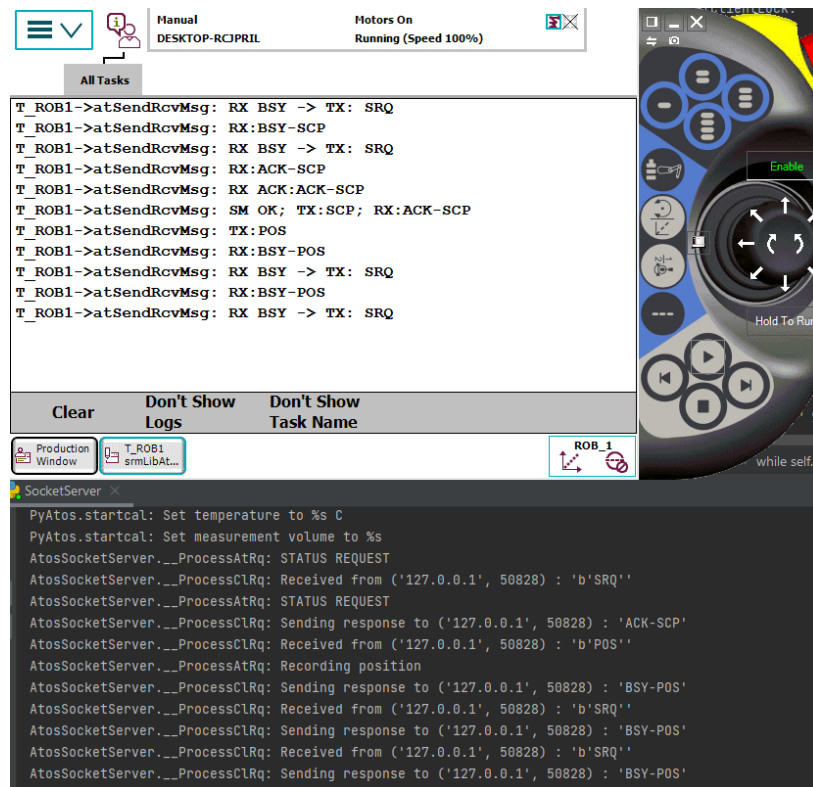 ClientLock:
Manual
DESKTOP-RCJPRIL
Motors On
Running (Speed 100%)
All Tasks
T_ROB1->atSendRcvMsg: RX BSY -> TX: SRQ
T_ROB1->atSendRcvMsg: RX:BSY-SCP
T_ROB1->atSendRcvMsg: RX BSY -> TX: SRQ
T_ROB1->atSendRcvMsg: RX:ACK-SCP
T_ROB1->atSendRcvMsg: RX ACK:ACK-SCP
T_ROB1->atSendRcvMsg: SM OK; TX:SCP; RX:ACK-SCP
T_ROB1->atSendRcvMsg: TX:POS
T_ROB1->atSendRcvMsg: RX:BSY-POS
T_ROB1->atSendRcvMsg: RX BSY -> TX: SRQ
T_ROB1->atSendRcvMsg: RX:BSY-POS
T_ROB1->atSendRcvMsg: RX BSY -> TX: SRQ
Enable
Hold To Run
Clear
Don't Show
Logs
Don't Show
Task Name
Production
Window
T_ROB1
srmLibAt...
ROB_1
while self.
SocketServer
PyAtos.startcal: Set temperature to %s C
PyAtos.startcal: Set measurement volume to %s
AtosSocketServer.__ProcessAtRq: STATUS REQUEST
AtosSocketServer.__ProcessClRq: Received from ('127.0.0.1', 50828) : 'b'SRQ''
AtosSocketServer.__ProcessAtRq: STATUS REQUEST
AtosSocketServer.__ProcessClRq: Sending response to ('127.0.0.1', 50828) : 'ACK-SCP'
AtosSocketServer.__ProcessClRq: Received from ('127.0.0.1', 50828) : 'b'POS''
AtosSocketServer.__ProcessAtRq: Recording position
AtosSocketServer.__ProcessClRq: Sending response to ('127.0.0.1', 50828) : 'BSY-POS'
AtosSocketServer.__ProcessClRq: Received from ('127.0.0.1', 50828) : 'b'SRQ''
AtosSocketServer.__ProcessClRq: Sending response to ('127.0.0.1', 50828) : 'BSY-POS'
AtosSocketServer.__ProcessClRq: Received from ('127.0.0.1', 50828) : 'b'SRQ''
AtosSocketServer.__ProcessClRq: Sending response to ('127.0.0.1', 50828) : 'BSY-POS'